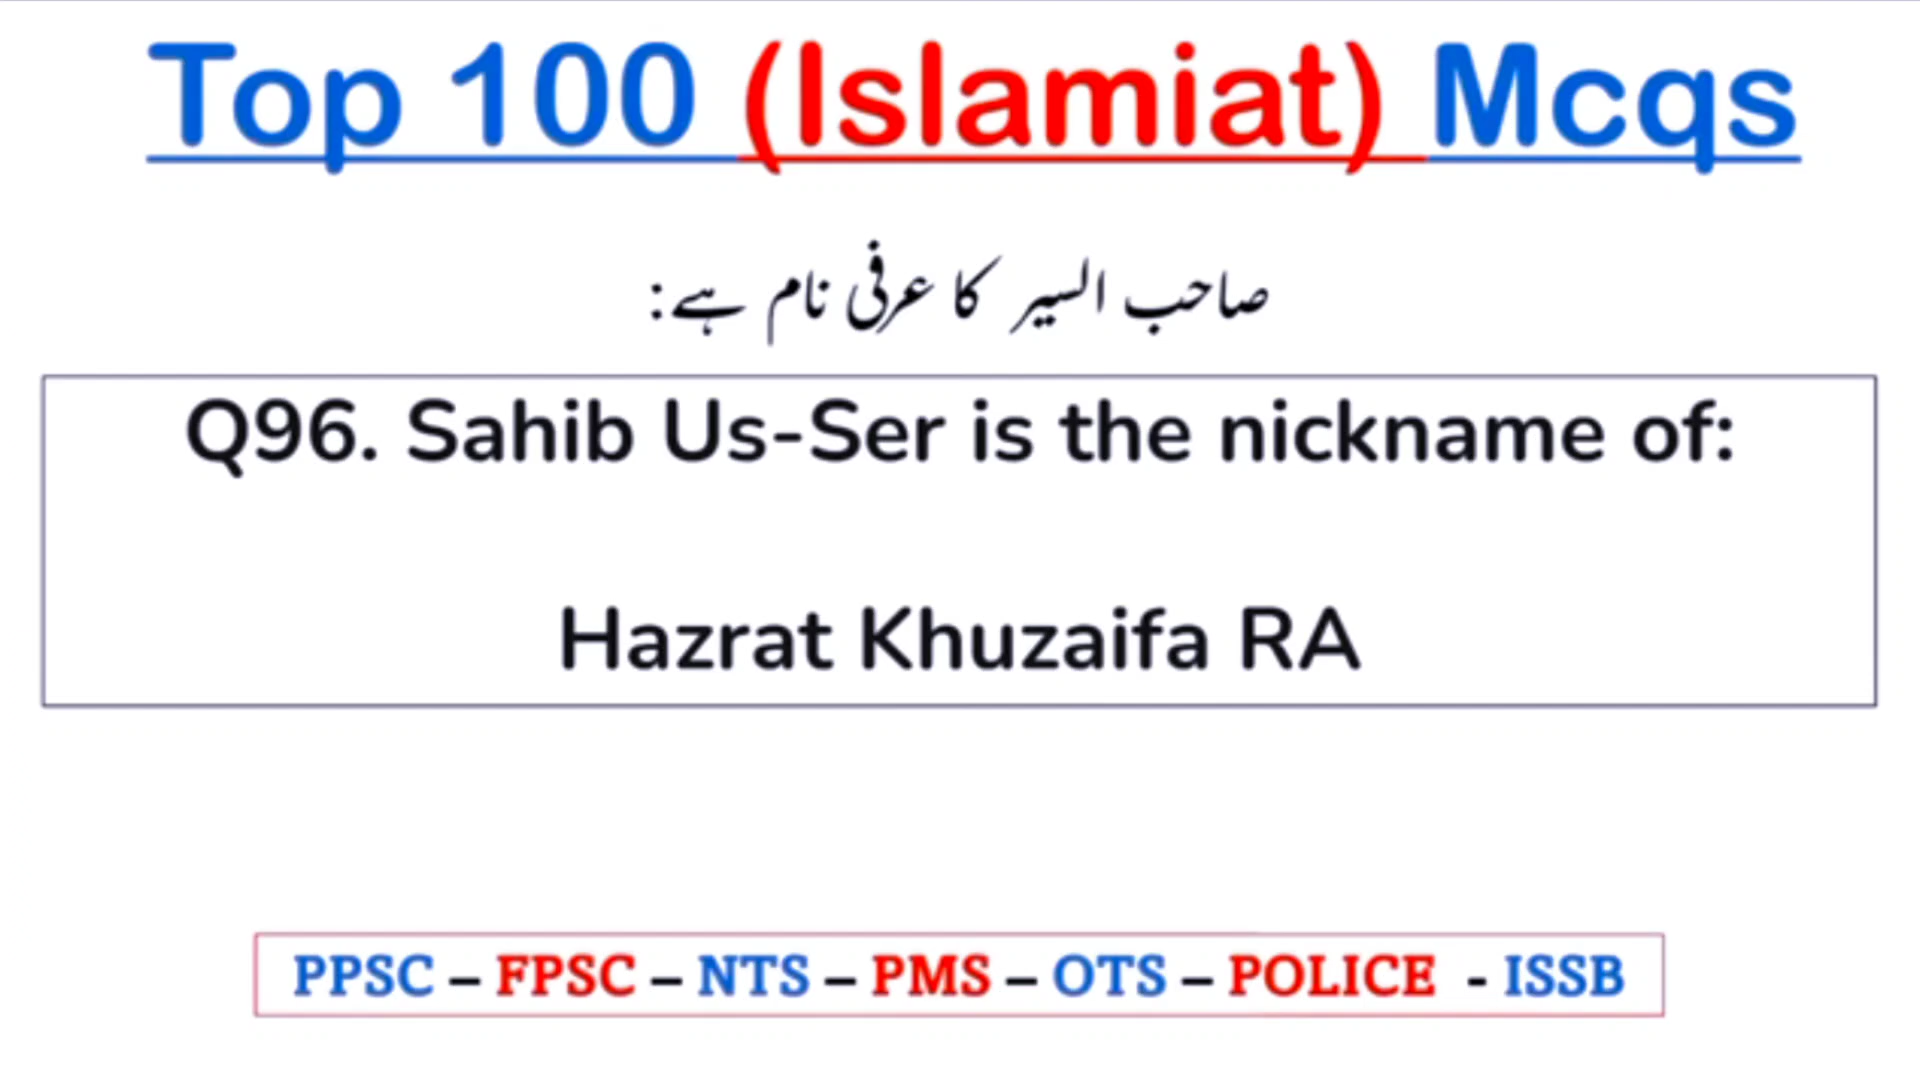 Top 100 (Islamiat) Mcqs
صاحب السیر کا عرفی نام ہے:
Q96. Sahib Us-Ser is the nickname of:
Hazrat Khuzaifa RA
PPSC – FPSC – NTS – PMS – OTS – POLICE - ISSB